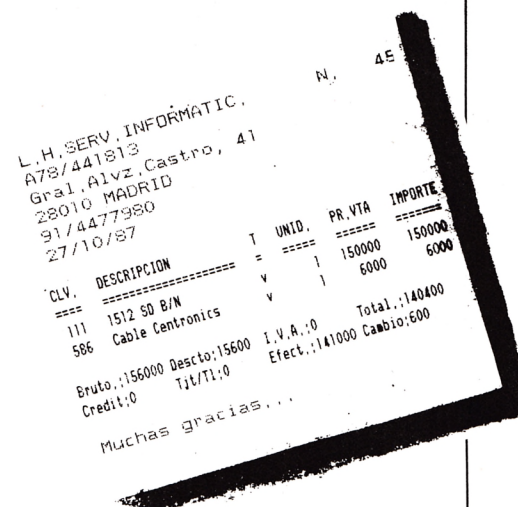 N. 45
L.H.SERV.INFORMATIC.
A78/441813
Gral.Alvz.Castro, 41
28010 MADRID
91/4477980
27/10/87
CLV. DESCRIPCION T UNID. PR.VTA IMPORTE
==== =================== = ===== ====== =======
111 1512 SD B/N v 1 150000 150000
586 Cable Centronics v 1 6000 6000
Bruto.:156000 Descto:15600 I.V.A.:0 Total.:140400
Credit:0 Tjt/Tl:0 Efect.:141000 Cambio:600
Muchas gracias...